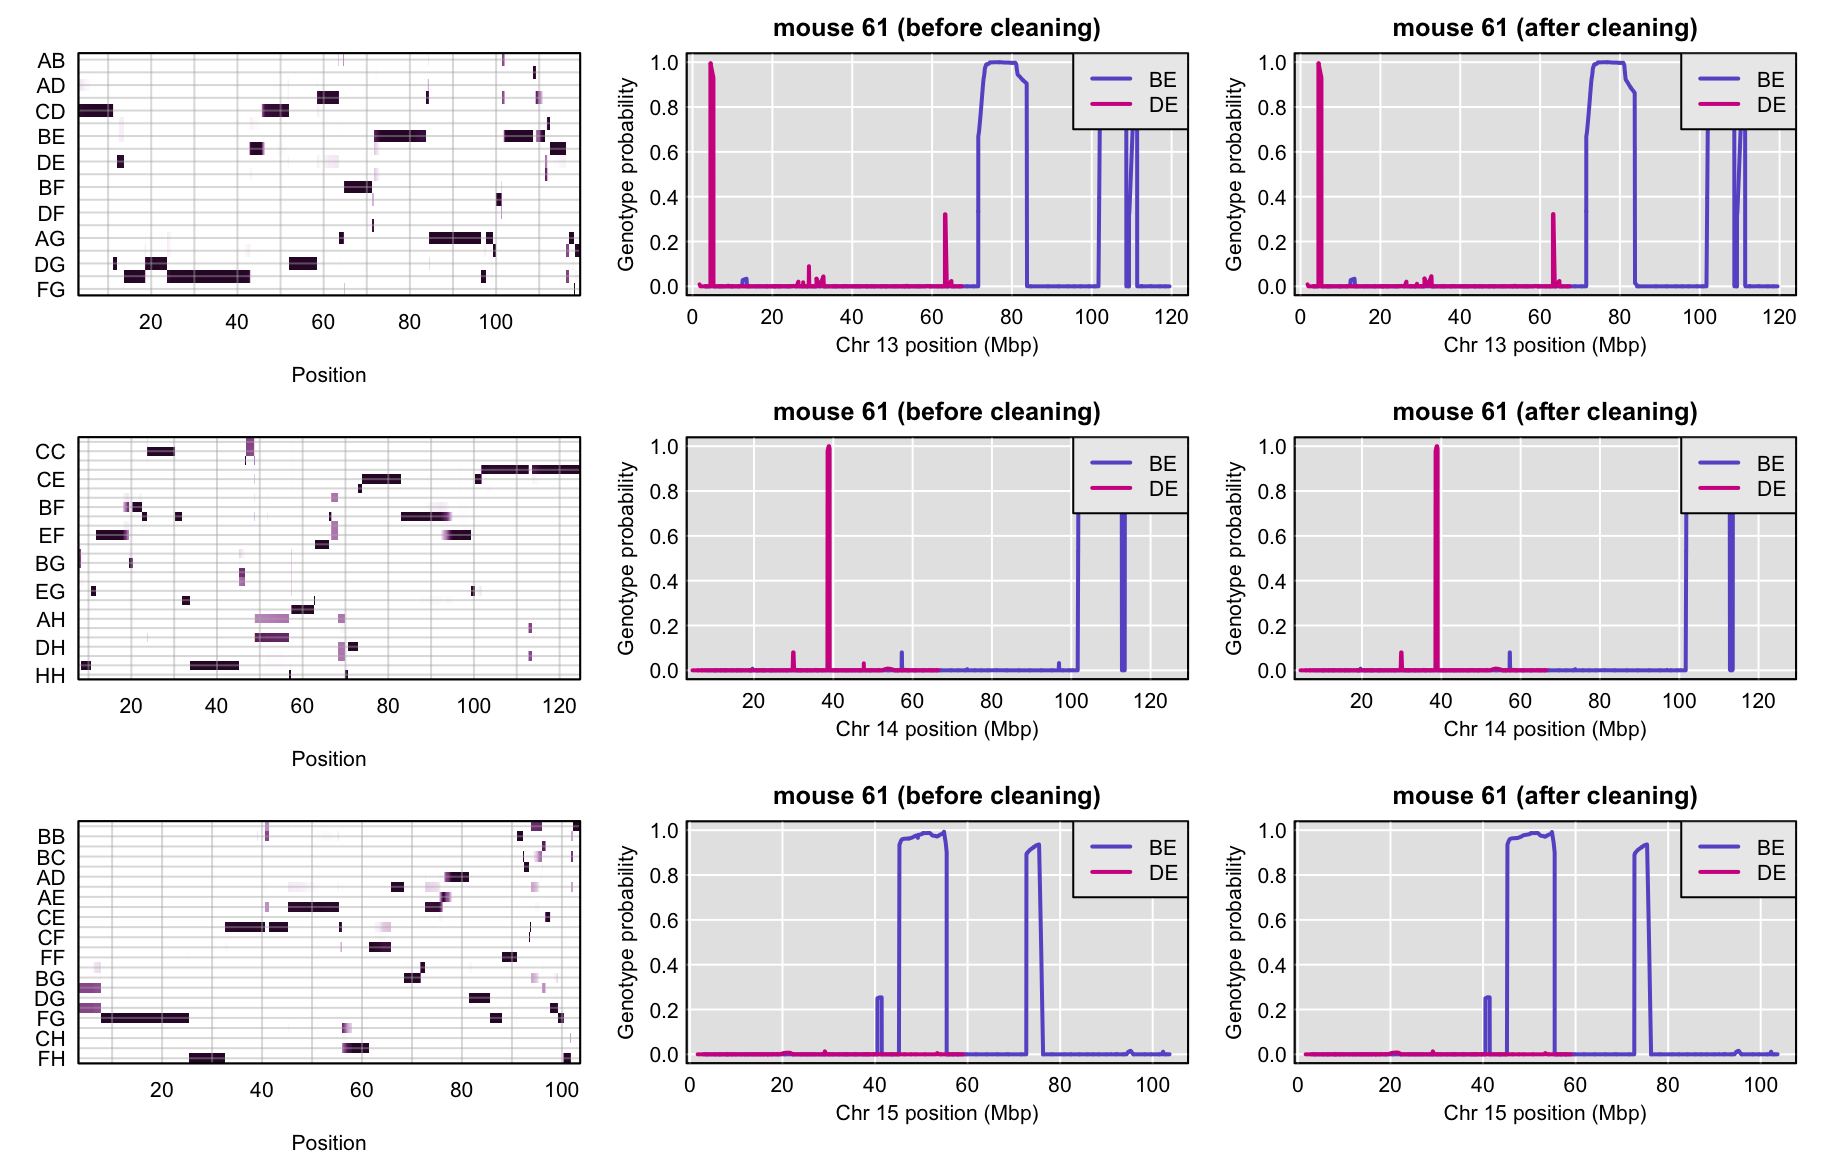 mouse 61 (before cleaning)
mouse 61 (after cleaning)
AB
AD
CD
BE
DE
BF
DF
AG
DG
FG
20 40 60 80 100
Position
Genotype probability
1.0
0.8
0.6
0.4
0.2
0.0
BE
DE
0 20 40 60 80 100 120
Chr 13 position (Mbp)
Genotype probability
1.0
0.8
0.6
0.4
0.2
0.0
BE
DE
0 20 40 60 80 100 120
Chr 13 position (Mbp)
mouse 61 (before cleaning)
mouse 61 (after cleaning)
CC
CE
BF
EF
BG
EG
AH
DH
HH
20 40 60 80 100 120
Position
Genotype probability
1.0
0.8
0.6
0.4
0.2
0.0
BE
DE
20 40 60 80 100 120
Chr 14 position (Mbp)
Genotype probability
1.0
0.8
0.6
0.4
0.2
0.0
BE
DE
20 40 60 80 100 120
Chr 14 position (Mbp)
mouse 61 (before cleaning)
mouse 61 (after cleaning)
BB
BC
AD
AE
CE
CF
FF
BG
DG
FG
CH
FH
20 40 60 80 100
Position
Genotype probability
1.0
0.8
0.6
0.4
0.2
0.0
BE
DE
0 20 40 60 80 100
Chr 15 position (Mbp)
Genotype probability
1.0
0.8
0.6
0.4
0.2
0.0
BE
DE
0 20 40 60 80 100
Chr 15 position (Mbp)